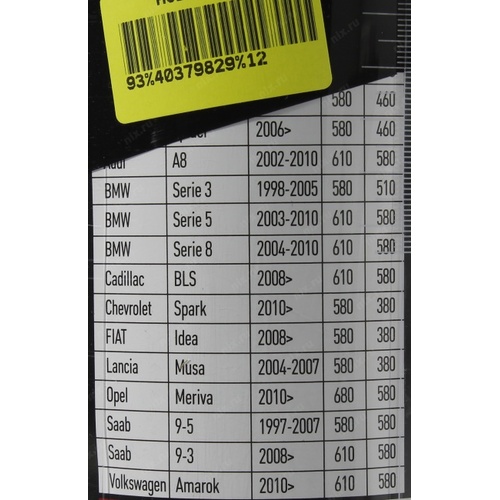 93%40379829%12
580 460
2006> 580 460
Audi A8 2002-2010 610 580
BMW Serie 3 1998-2005 580 510
BMW Serie 5 2003-2010 610 580
BMW Serie 8 2004-2010 610 580
Cadillac BLS 2008> 610 580
Chevrolet Spark 2010> 580 380
FIAT Idea 2008> 580 380
Lancia Musa 2004-2007 580 380
Opel Meriva 2010> 680 580
Saab 9-5 1997-2007 580 580
Saab 9-3 2008> 610 580
Volkswagen Amarok 2010> 610 580